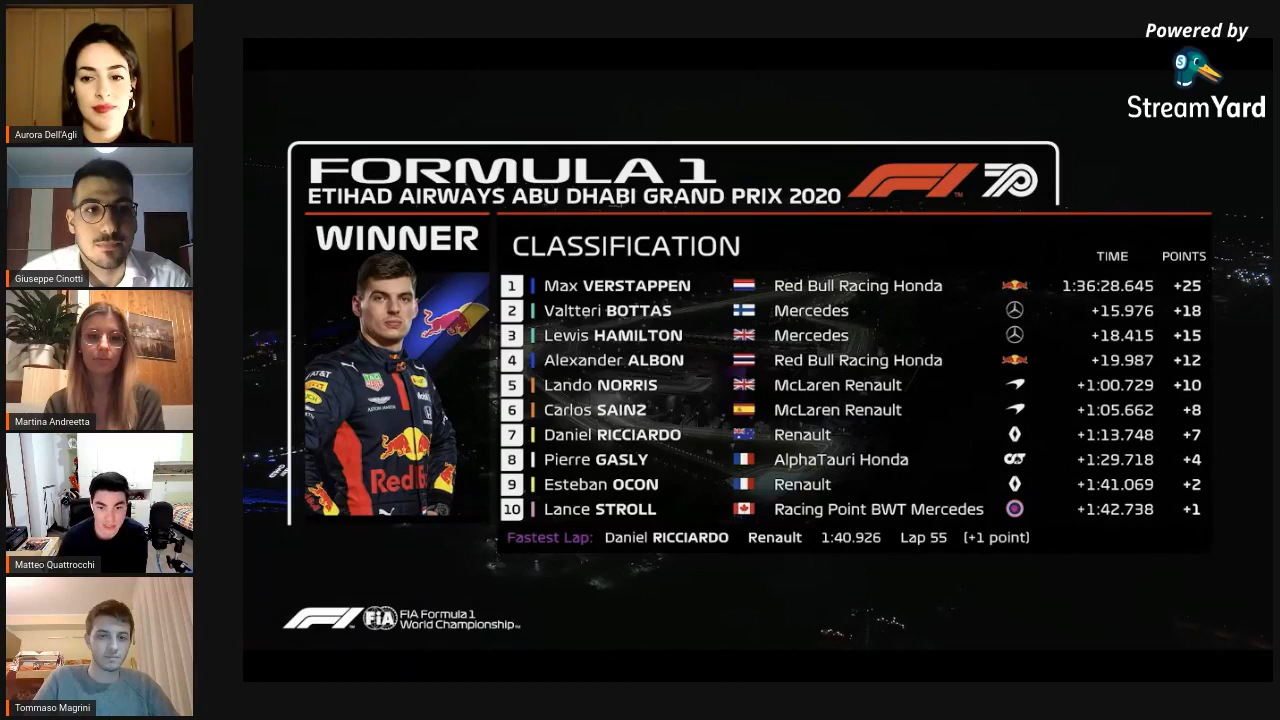 Powered by
StreamYard
Aurora Dell'Agli
Giuseppe Cinotti
Martina Andreetta
Matteo Quattrocchi
Tommaso Magrini
FORMULA 1
ETIHAD AIRWAYS ABU DHABI GRAND PRIX 2020
F1 70
WINNER
CLASSIFICATION
TIME POINTS
1 Max VERSTAPPEN Red Bull Racing Honda 1:36:28.645 +25
2 Valtteri BOTTAS Mercedes +15.976 +18
3 Lewis HAMILTON Mercedes +18.415 +15
4 Alexander ALBON Red Bull Racing Honda +19.987 +12
5 Lando NORRIS McLaren Renault +1:00.729 +10
6 Carlos SAINZ McLaren Renault +1:05.662 +8
7 Daniel RICCIARDO Renault +1:13.748 +7
8 Pierre GASLY AlphaTauri Honda +1:29.718 +4
9 Esteban OCON Renault +1:41.069 +2
10 Lance STROLL Racing Point BWT Mercedes +1:42.738 +1
Fastest Lap: Daniel RICCIARDO Renault 1:40.926 Lap 55 (+1 point)
F1 FIA FIA Formula 1
World Championship™